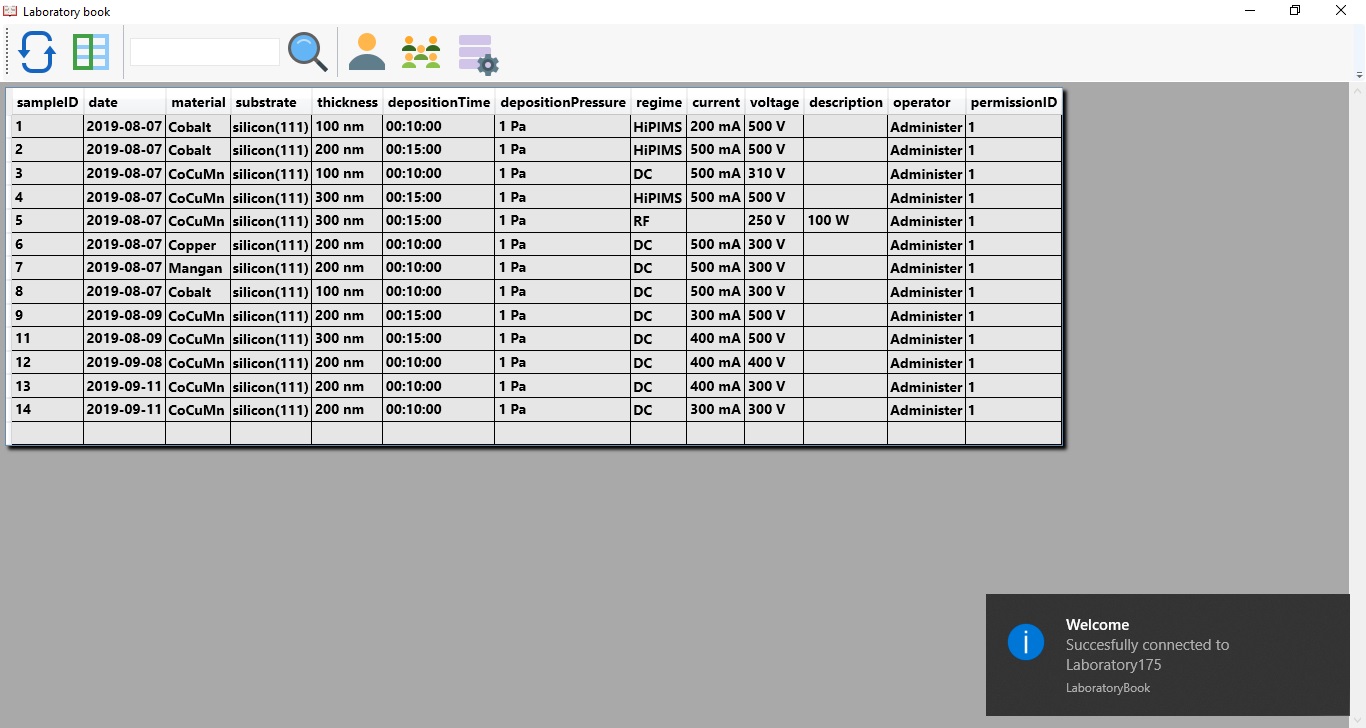 Laboratory book
sampleID date material substrate thickness depositionTime depositionPressure regime current voltage description operator permissionID
1 2019-08-07 Cobalt silicon(111) 100 nm 00:10:00 1 Pa HiPIMS 200 mA 500 V Administer 1
2 2019-08-07 Cobalt silicon(111) 200 nm 00:15:00 1 Pa HiPIMS 500 mA 500 V Administer 1
3 2019-08-07 CoCuMn silicon(111) 100 nm 00:10:00 1 Pa DC 500 mA 310 V Administer 1
4 2019-08-07 CoCuMn silicon(111) 300 nm 00:15:00 1 Pa HiPIMS 500 mA 500 V Administer 1
5 2019-08-07 CoCuMn silicon(111) 300 nm 00:15:00 1 Pa RF 250 V 100 W Administer 1
6 2019-08-07 Copper silicon(111) 200 nm 00:10:00 1 Pa DC 500 mA 300 V Administer 1
7 2019-08-07 Mangan silicon(111) 200 nm 00:10:00 1 Pa DC 500 mA 300 V Administer 1
8 2019-08-07 Cobalt silicon(111) 100 nm 00:10:00 1 Pa DC 500 mA 300 V Administer 1
9 2019-08-09 CoCuMn silicon(111) 200 nm 00:15:00 1 Pa DC 300 mA 500 V Administer 1
11 2019-08-09 CoCuMn silicon(111) 300 nm 00:15:00 1 Pa DC 400 mA 500 V Administer 1
12 2019-09-08 CoCuMn silicon(111) 200 nm 00:10:00 1 Pa DC 400 mA 400 V Administer 1
13 2019-09-11 CoCuMn silicon(111) 200 nm 00:10:00 1 Pa DC 400 mA 300 V Administer 1
14 2019-09-11 CoCuMn silicon(111) 200 nm 00:10:00 1 Pa DC 300 mA 300 V Administer 1
Welcome
Succesfully connected to
Laboratory175
LaboratoryBook